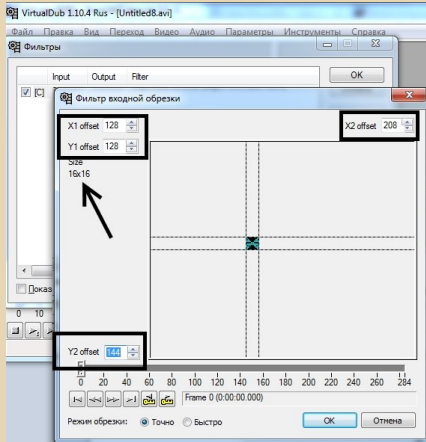 VirtualDub 1.10.4 Rus - [Untitled8.avi]
Файл Правка Вид Переход Видео Аудио Параметры Инструменты Справка
Фильтры
Input Output Filter
OK
[C]
Фильтр входной обрезки
X1 offset 128
X2 offset 208
Y1 offset 128
Size
16x16
Показ
0 10
Y2 offset 144
0 20 40 60 80 100 120 140 160 180 200 220 240 260 284
Frame 0 (0:00:00.000)
Режим обрезки: Точно Быстро
OK Отмена